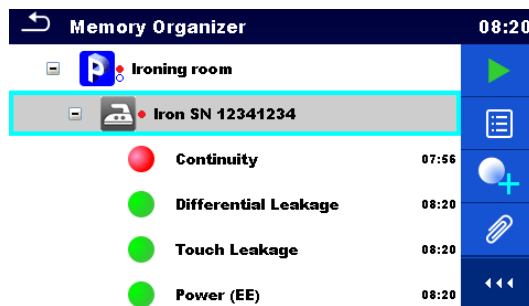 Memory Organizer 08:20
Ironing room
Iron SN 12341234
Continuity 07:56
Differential Leakage 08:20
Touch Leakage 08:20
Power (EE) 08:20